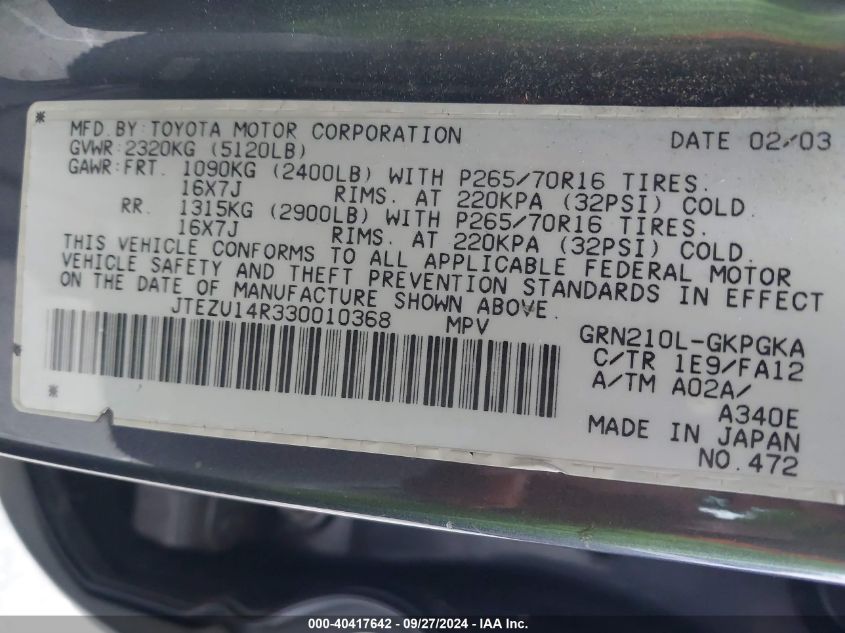 MFD.BY:TOYOTA MOTOR CORPORATION DATE 02/03
GVWR:2320KG (5120LB)
GAWR:FRT. 1090KG (2400LB) WITH P265/70R16 TIRES.
16X7J RIMS. AT 220KPA (32PSI) COLD.
RR. 1315KG (2900LB) WITH P265/70R16 TIRES.
16X7J RIMS. AT 220KPA (32PSI) COLD.
THIS VEHICLE CONFORMS TO ALL APPLICABLE FEDERAL MOTOR
VEHICLE SAFETY AND THEFT PREVENTION STANDARDS IN EFFECT
ON THE DATE OF MANUFACTURE SHOWN ABOVE.
JTEZU14R330010368 MPV
GRN210L-GKPGKA
C/TR 1E9/FA12
A/TM A02A/
A340E
MADE IN JAPAN
NO.472
000-40417642 / 09/27/2024 - IAA Inc.